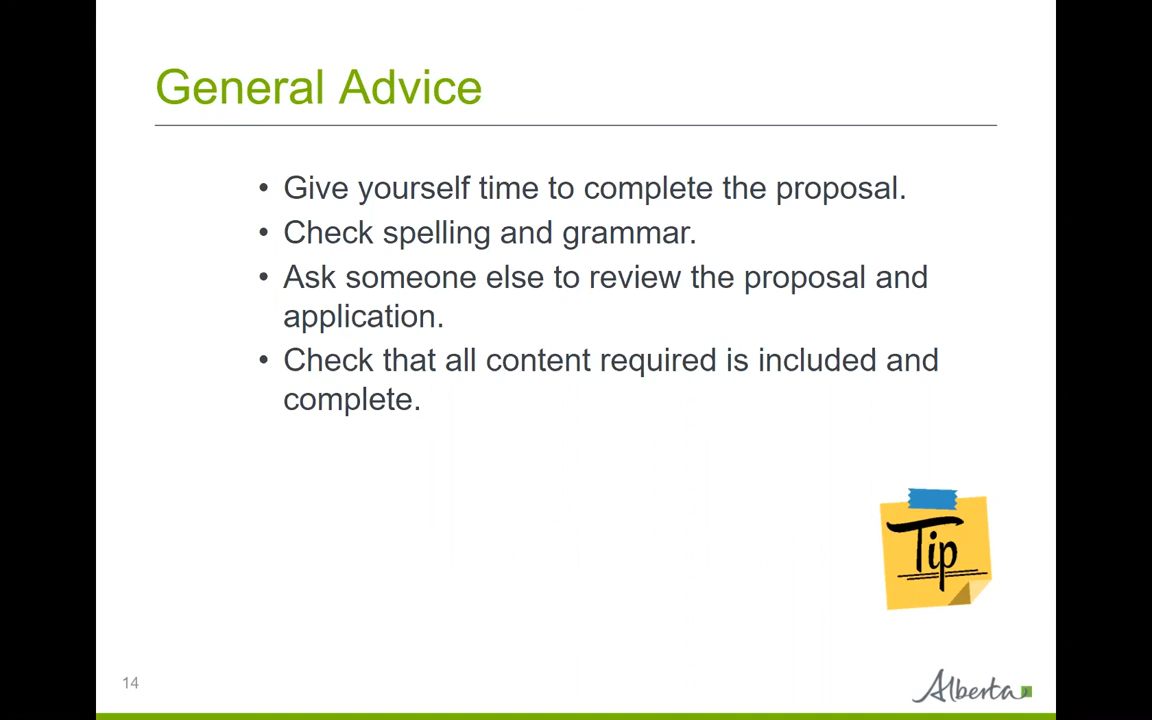 General Advice
• Give yourself time to complete the proposal.
• Check spelling and grammar.
• Ask someone else to review the proposal and
application.
• Check that all content required is included and
complete.
Tip
14
Alberta